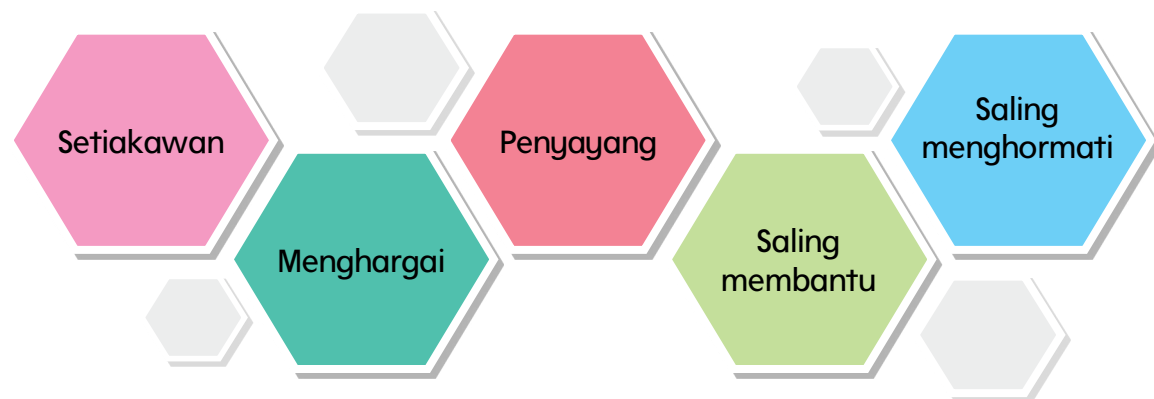 Setiakawan
Menghargai
Penyayang
Saling
membantu
Saling
menghormati